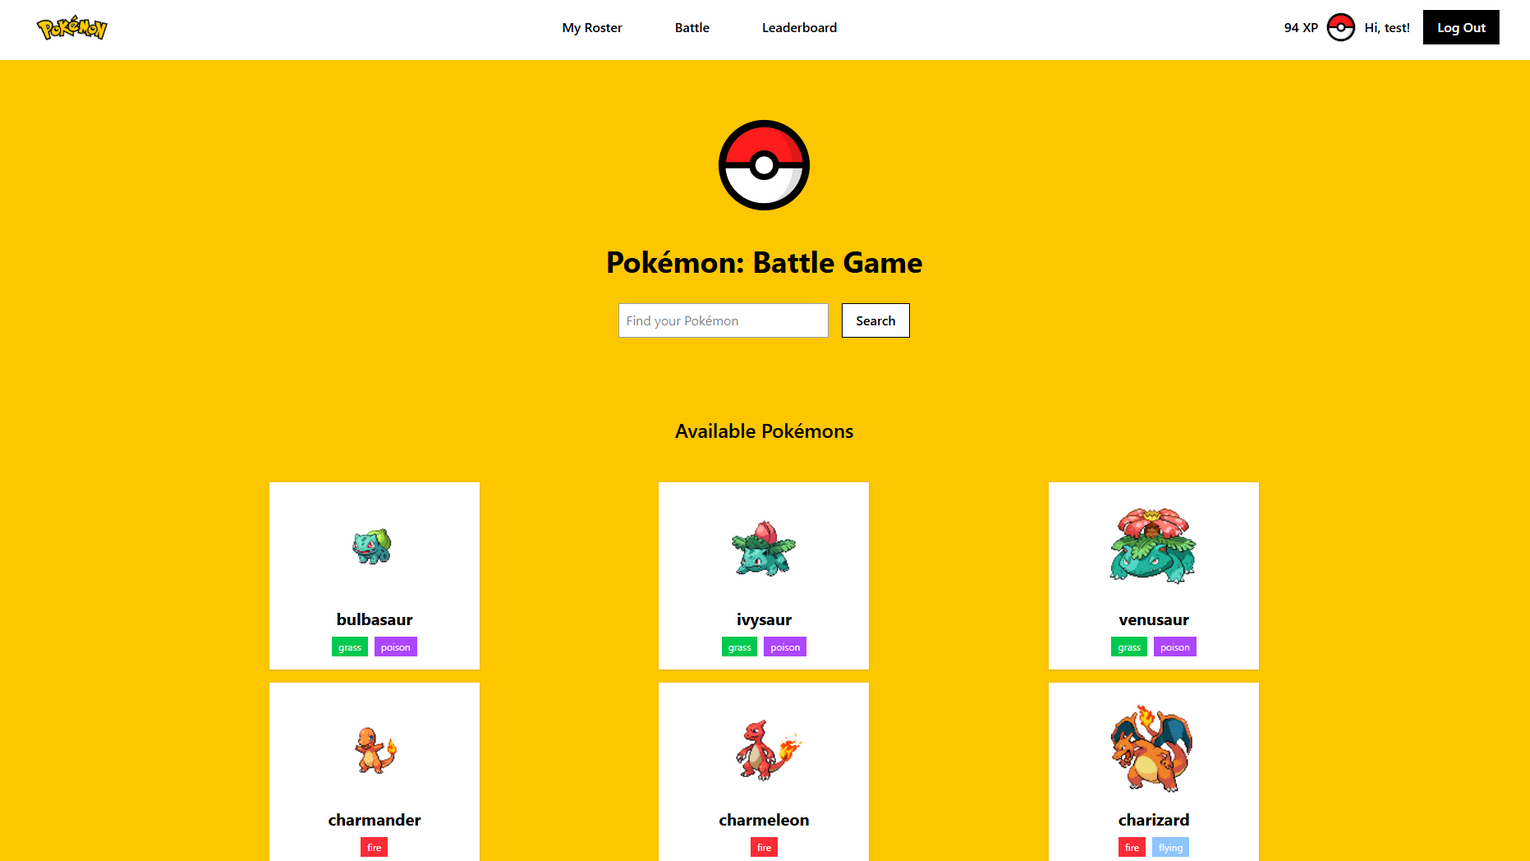 Pokémon
My Roster
Battle
Leaderboard
94 XP
Hi, test!
Log Out
Pokémon: Battle Game
Find your Pokémon
Search
Available Pokémons
bulbasaur
grass poison
ivysaur
grass poison
venusaur
grass poison
charmander
fire
charmeleon
fire
charizard
fire flying